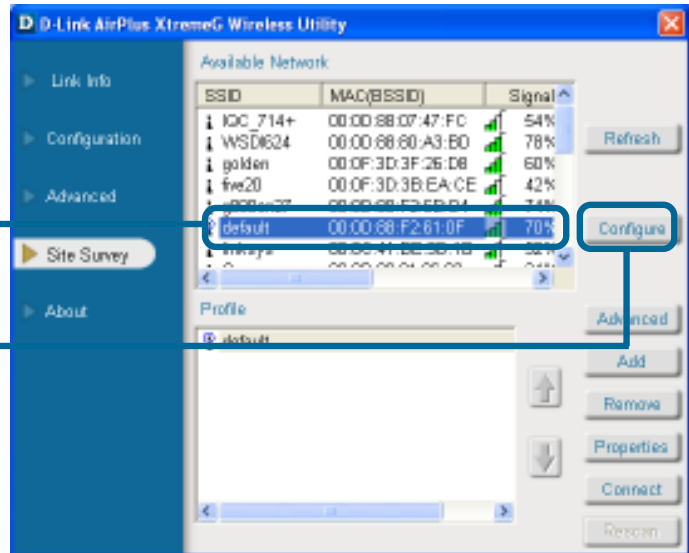 D D-Link AirPlus XtremeG Wireless Utility
Link Info
Configuration
Advanced
Site Survey
About
Available Network
SSID MAC(BSSID) Signal
IOC_714+ 00:0D:88:07:47:FC 54%
WSDI624 00:0D:88:80:A3:BD 78%
golden 00:0F:3D:3F:26:D8 60%
five20 00:0F:3D:3B:EA:CE 42%
default 00:0D:88:F2:61:0F 70%
Profile
default
Refresh
Configure
Advanced
Add
Remove
Properties
Connect
Rescan